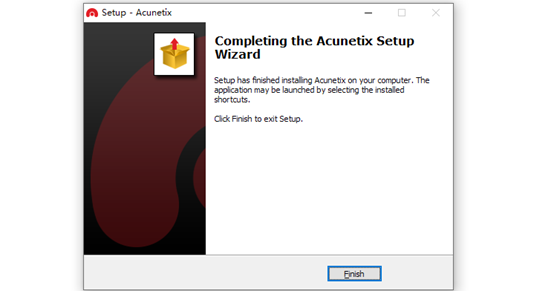 Setup - Acunetix
Completing the Acunetix Setup
Wizard
Setup has finished installing Acunetix on your computer. The
application may be launched by selecting the installed
shortcuts.
Click Finish to exit Setup.
Finish